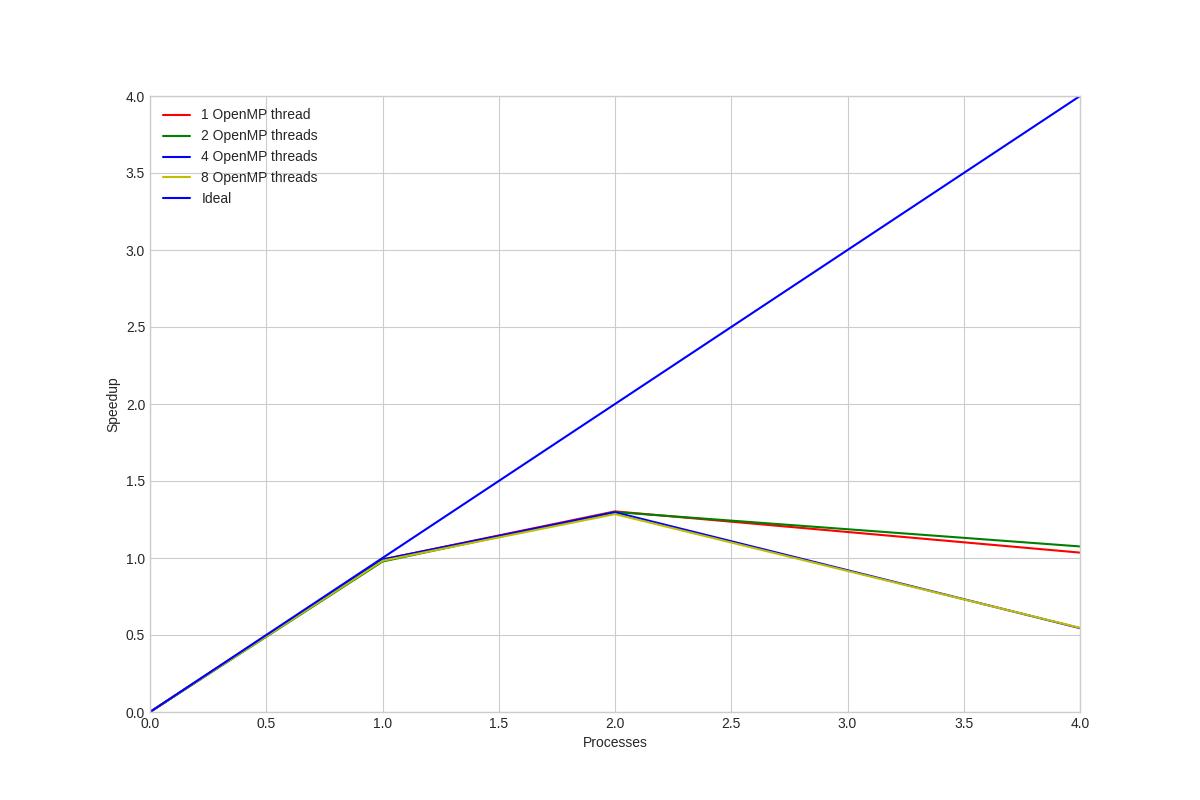 1 OpenMP thread
2 OpenMP threads
4 OpenMP threads
8 OpenMP threads
Ideal
4.0
3.5
3.0
2.5
2.0
1.5
1.0
0.5
0.0
Speedup
0.0 0.5 1.0 1.5 2.0 2.5 3.0 3.5 4.0
Processes